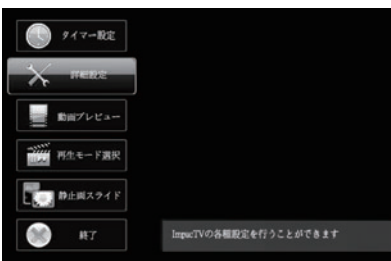 タイマー設定
詳細設定
動画プレビュー
再生モード選択
静止画スライド
終了
ImpacTVの各種設定を行うことができます